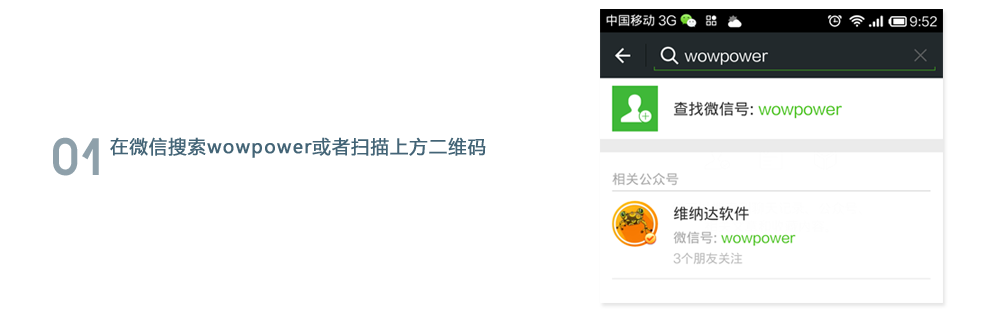 01 在微信搜索wowpower或者扫描上方二维码
中国移动 3G 9:52
wowpower
查找微信号: wowpower
相关公众号
维纳达软件
微信号: wowpower
3个朋友关注